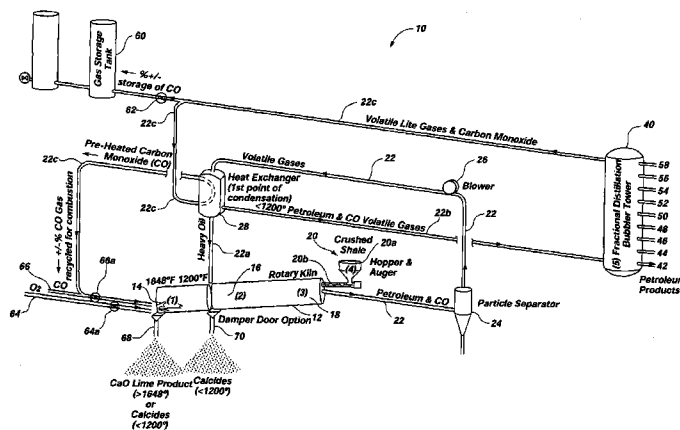 10
60
Gas Storage
Tank
%+/-
storage of CO
62
22c
22c
Volatile Lite Gases & Carbon Monoxide
40
Pre-Heated Carbon
Monoxide (CO)
22c
Volatile Gases
22
26
Blower
58
56
54
52
50
48
46
44
42
Fractional Distillation
Bubbler Tower
(5)
Petroleum
Products
Heat Exchanger
(1st point of
condensation)
<1200° Petroleum & CO Volatile Gases
22b
22
22c
28
Heavy Oil
22a
+/-% CO Gas
recycled for combustion
20
Crushed
Shale
20a
(4)
Hopper &
Auger
20b
66
CO
66a
O2
64
64a
1648°F 1200°F
14
(1)
16
(2)
Rotary Kiln
(3)
18
12
Petroleum & CO
22
Particle Separator
24
Damper Door Option
68
70
CaO Lime Product
(>1648°)
or
Calcides
(<1200°)
Calcides
(<1200°)